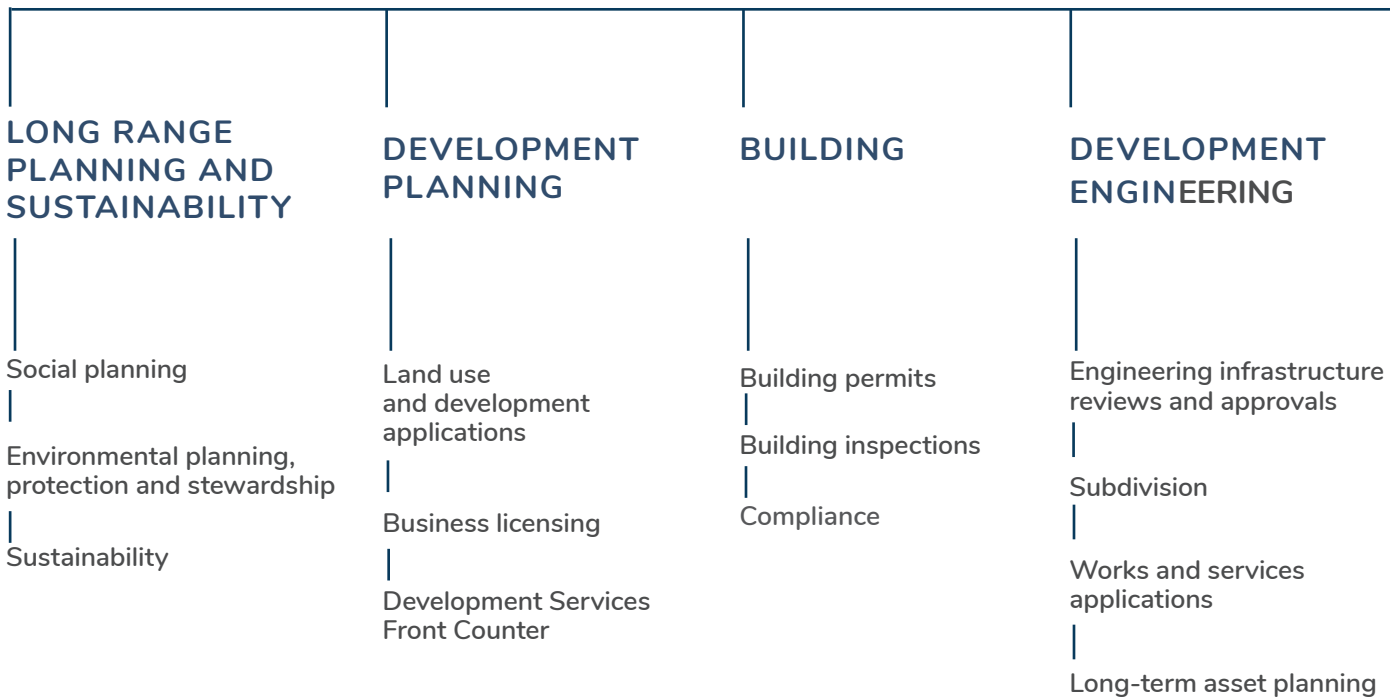 LONG RANGE
PLANNING AND
SUSTAINABILITY
Social planning
Environmental planning,
protection and stewardship
Sustainability
DEVELOPMENT
PLANNING
Land use
and development
applications
Business licensing
Development Services
Front Counter
BUILDING
Building permits
Building inspections
Compliance
DEVELOPMENT
ENGINEERING
Engineering infrastructure
reviews and approvals
Subdivision
Works and services
applications
Long-term asset planning